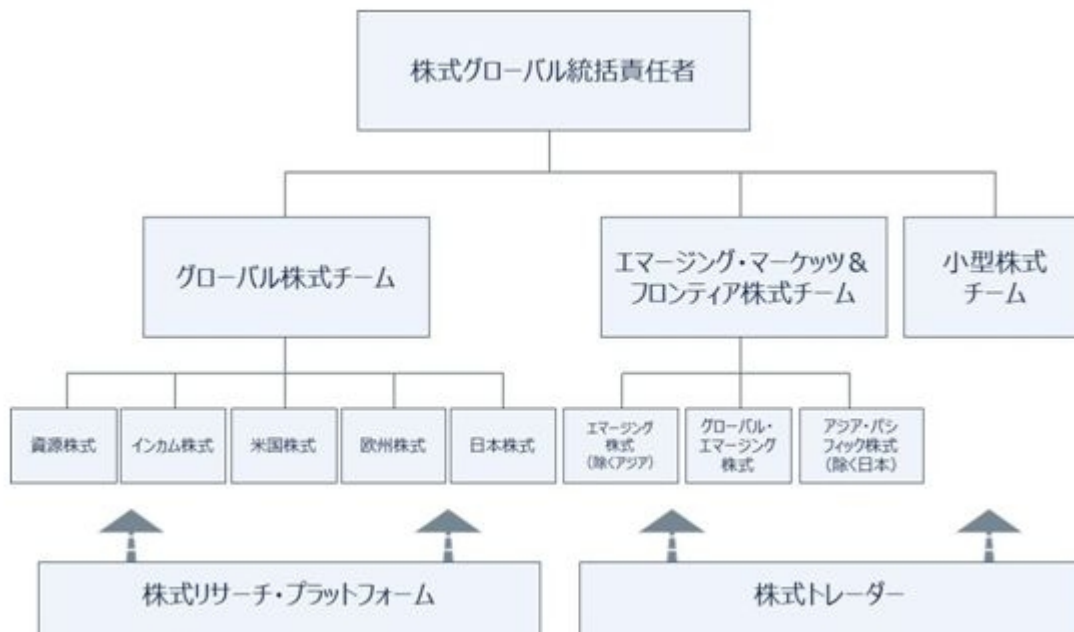 株式グローバル統括責任者
グローバル株式チーム
エマージング・マーケッツ&
フロンティア株式チーム
小型株式
チーム
資源株式
インカム株式
米国株式
欧州株式
日本株式
エマージング
株式
(除くアジア)
グローバル・
エマージング
株式
アジア・パシ
フィック株式
(除く日本)
株式リサーチ・プラットフォーム
株式トレーダー